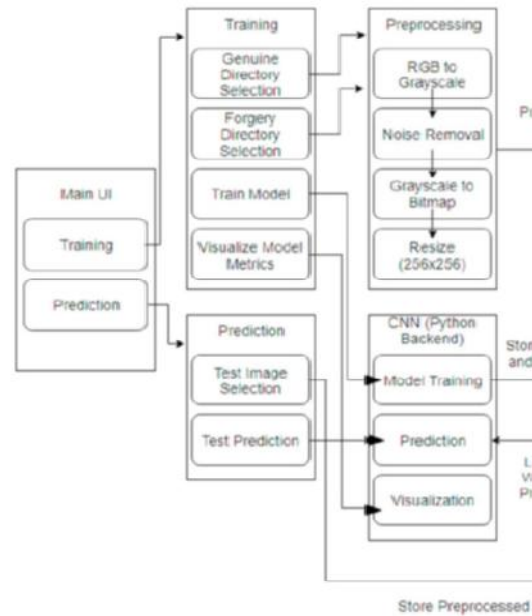 Training
Genuine
Directory
Selection
Forgery
Directory
Selection
Train Model
Visualize Model
Metrics
Preprocessing
RGB to
Grayscale
Noise Removal
Grayscale to
Bitmap
Resize
(256x256)
Main UI
Training
Prediction
Prediction
Test Image
Selection
Test Prediction
CNN (Python
Backend)
Model Training
Prediction
Visualization
and
Store Preprocessed